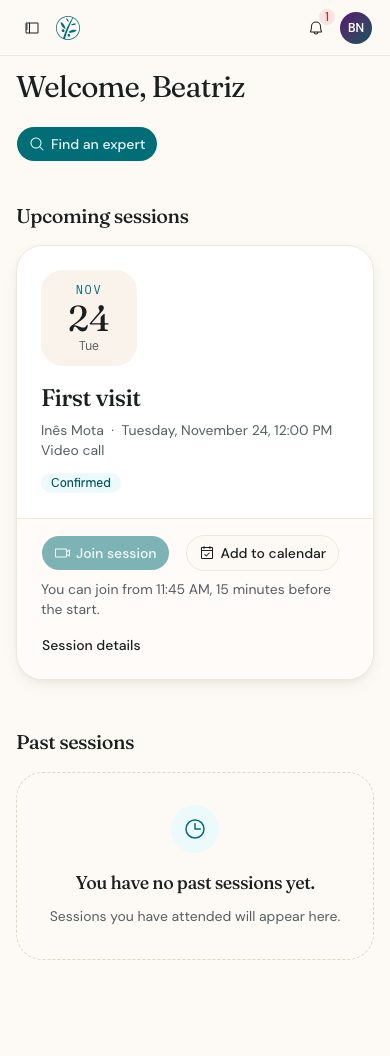 1
BN
Welcome, Beatriz
Find an expert
Upcoming sessions
NOV
24
Tue
First visit
Inês Mota · Tuesday, November 24, 12:00 PM
Video call
Confirmed
Join session
Add to calendar
You can join from 11:45 AM, 15 minutes before
the start.
Session details
Past sessions
You have no past sessions yet.
Sessions you have attended will appear here.